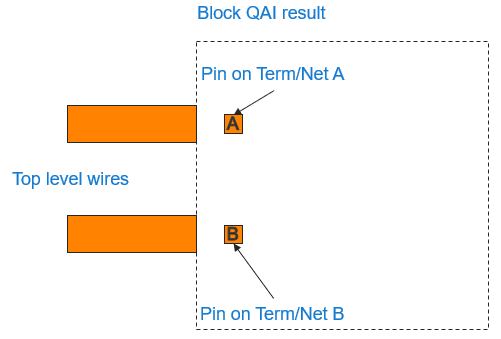 Block QAI result
Pin on Term/Net A
A
Top level wires
B
Pin on Term/Net B